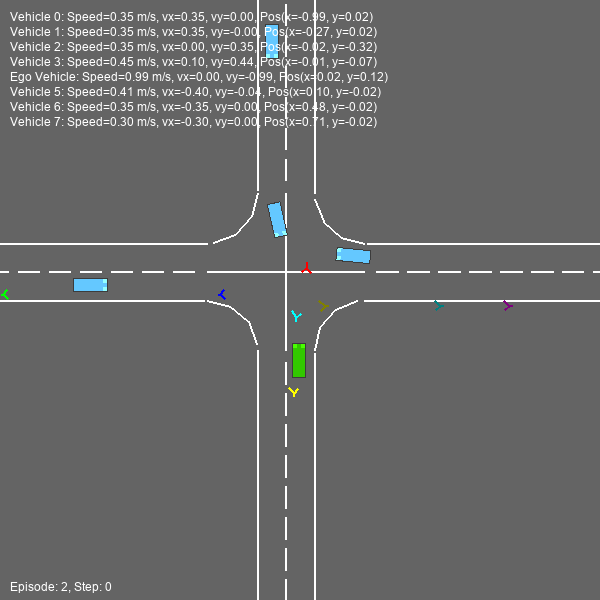 Vehicle 0: Speed=0.35 m/s, vx=0.35, vy=0.00, Pos(x=-0.99, y=0.02)
Vehicle 1: Speed=0.35 m/s, vx=0.35, vy=-0.00, Pos(x=-0.27, y=0.02)
Vehicle 2: Speed=0.35 m/s, vx=0.00, vy=0.35, Pos(x=-0.02, y=-0.32)
Vehicle 3: Speed=0.45 m/s, vx=0.10, vy=0.44, Pos(x=-0.01, y=-0.07)
Ego Vehicle: Speed=0.99 m/s, vx=0.00, vy=-0.99, Pos(x=0.02, y=0.12)
Vehicle 5: Speed=0.41 m/s, vx=-0.40, vy=-0.04, Pos(x=0.10, y=-0.02)
Vehicle 6: Speed=0.35 m/s, vx=-0.35, vy=0.00, Pos(x=0.48, y=-0.02)
Vehicle 7: Speed=0.30 m/s, vx=-0.30, vy=0.00, Pos(x=0.71, y=-0.02)
Episode: 2, Step: 0